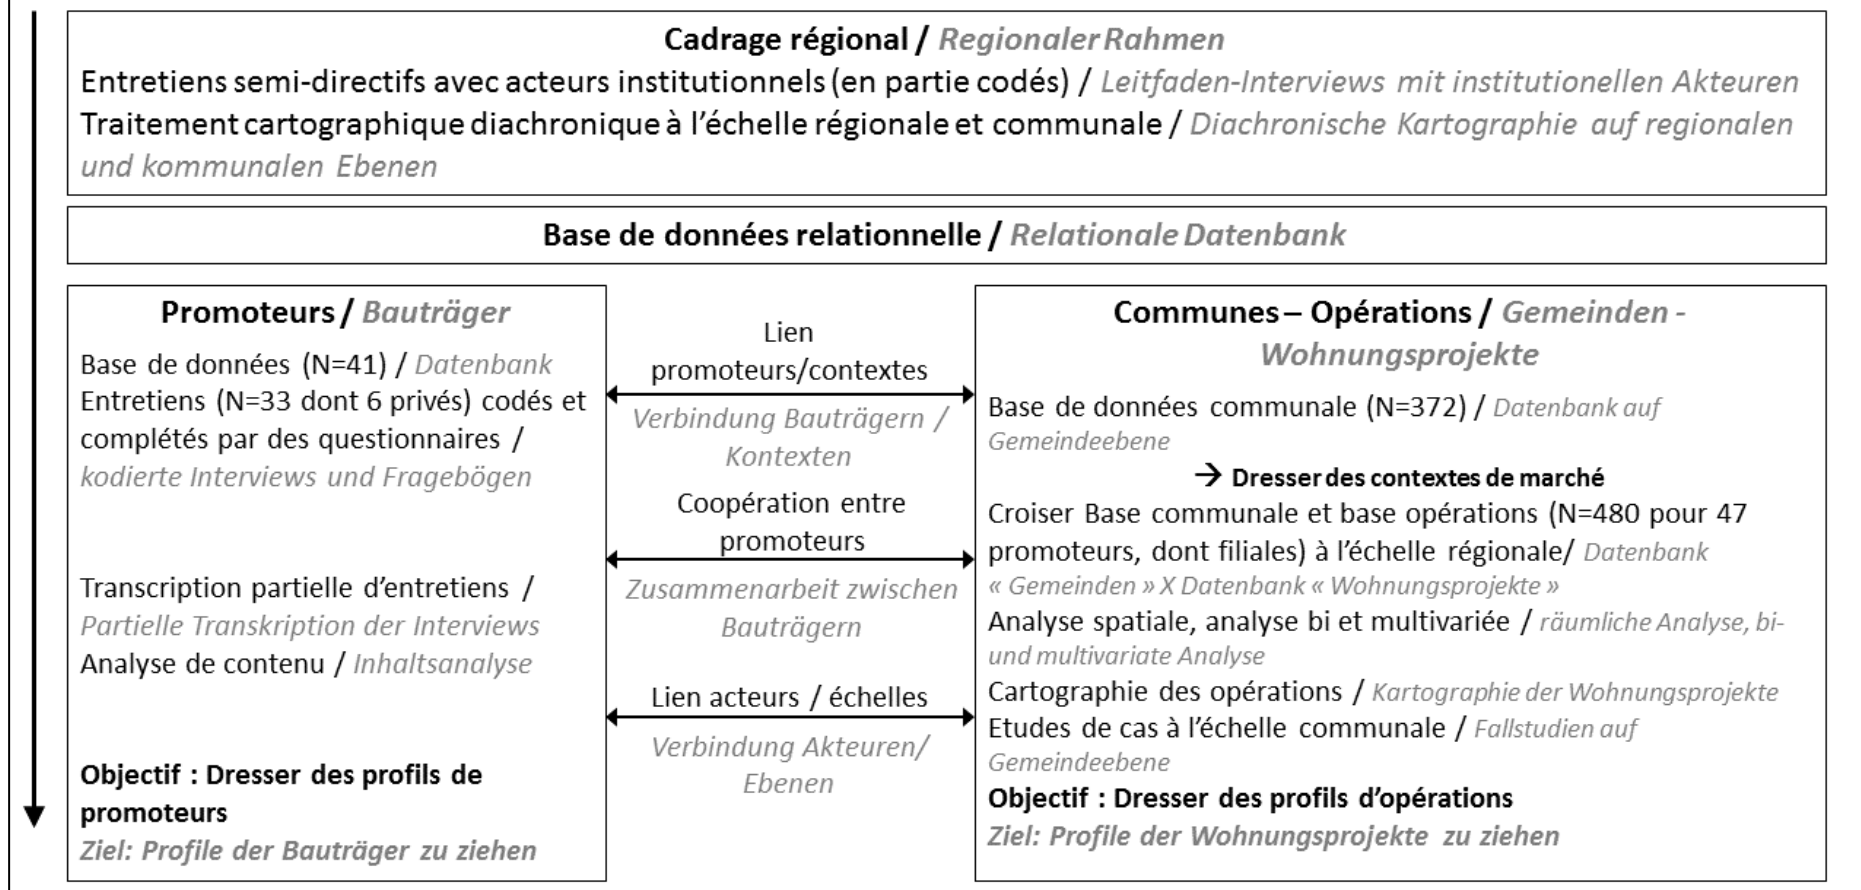 Cadrage régional / Regionaler Rahmen
Entretiens semi-directifs avec acteurs institutionnels (en partie codés) / Leitfaden-Interviews mit institutionellen Akteuren
Traitement cartographique diachronique à l'échelle régionale et communale / Diachronische Kartographie auf regionalen
und kommunalen Ebenen
Base de données relationnelle / Relationale Datenbank
Promoteurs / Bauträger
Base de données (N=41) / Datenbank
Entretiens (N=33 dont 6 privés) codés et
complétés par des questionnaires /
kodierte Interviews und Fragebögen
Transcription partielle d'entretiens /
Partielle Transkription der Interviews
Analyse de contenu / Inhaltsanalyse
Objectif : Dresser des profils de
promoteurs
Ziel: Profile der Bauträger zu ziehen
Lien
promoteurs/contextes
Verbindung Bauträgern /
Kontexten
Coopération entre
promoteurs
Zusammenarbeit zwischen
Bauträgern
Lien acteurs / échelles
Verbindung Akteuren/
Ebenen
Communes – Opérations / Gemeinden -
Wohnungsprojekte
Base de données communale (N=372) / Datenbank auf
Gemeindeebene
→ Dresser des contextes de marché
Croiser Base communale et base opérations (N=480 pour 47
promoteurs, dont filiales) à l'échelle régionale/ Datenbank
« Gemeinden » X Datenbank « Wohnungsprojekte »
Analyse spatiale, analyse bi et multivariée / räumliche Analyse, bi-
und multivariate Analyse
Cartographie des opérations / Kartographie der Wohnungsprojekte
Etudes de cas à l'échelle communale / Fallstudien auf
Gemeindeebene
Objectif : Dresser des profils d'opérations
Ziel: Profile der Wohnungsprojekte zu ziehen